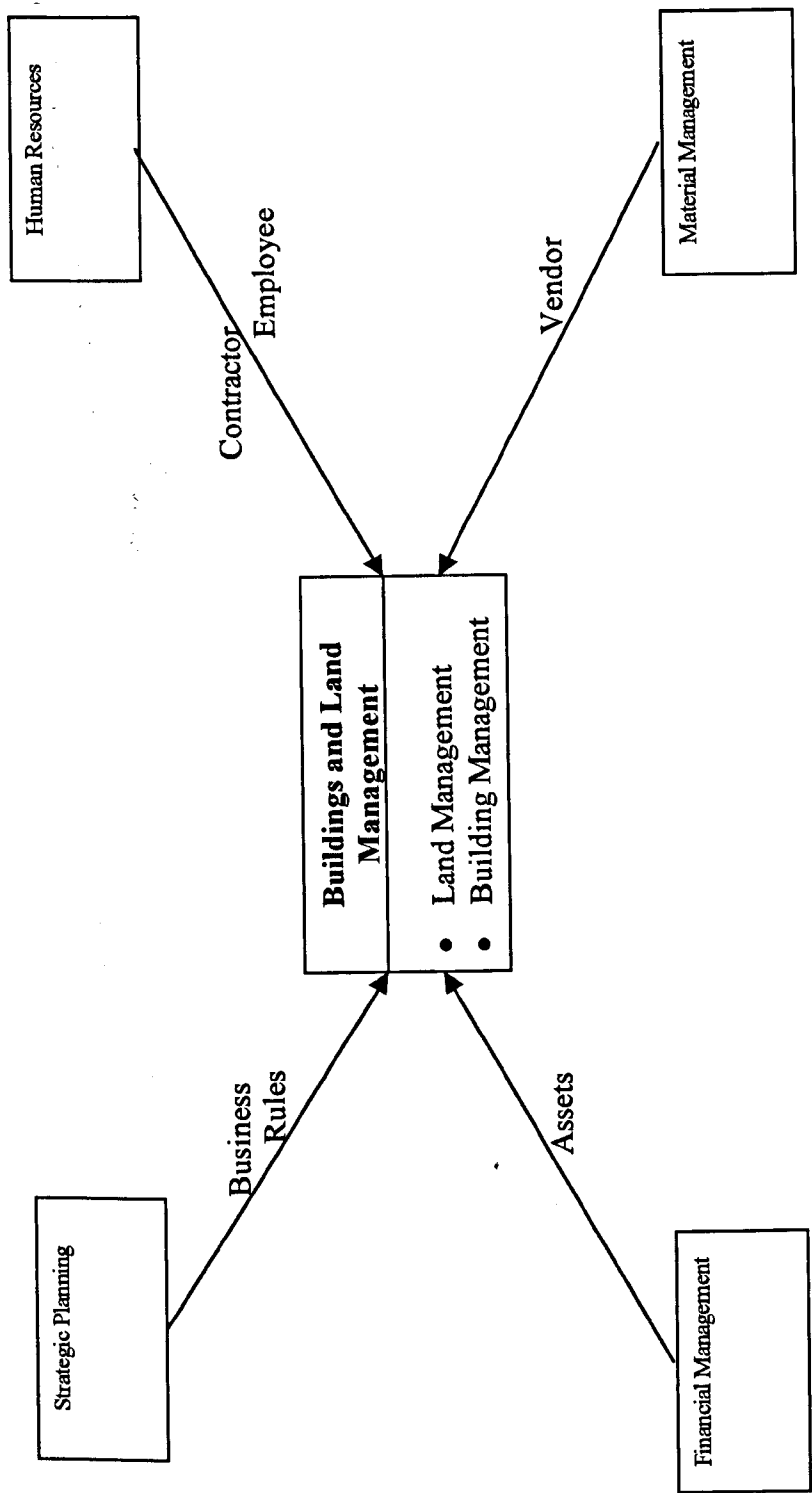 Strategic Planning
Human Resources
Business
Rules
Contractor
Employee
Buildings and Land
Management
• Land Management
• Building Management
Assets
Vendor
Financial Management
Material Management